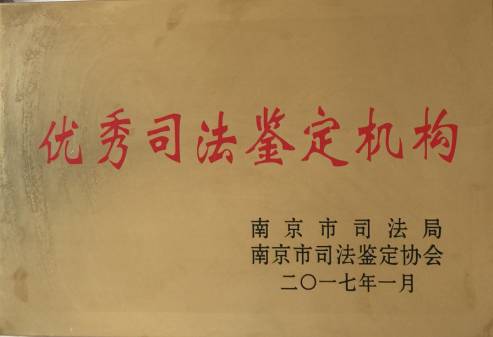 优秀司法鉴定机构
南京市司法局
南京市司法鉴定协会
二〇一七年一月